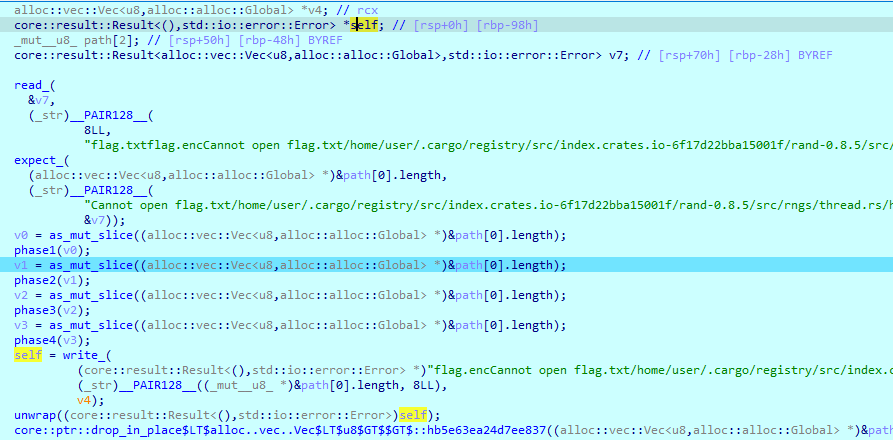 alloc::vec::Vec<u8,alloc::alloc::Global> *v4; // rcx
core::result::Result<(),std::io::error::Error> *self; // [rsp+0h] [rbp-98h]
_mut__u8_ path[2]; // [rsp+50h] [rbp-48h] BYREF
core::result::Result<alloc::vec::Vec<u8,alloc::alloc::Global>,std::io::error::Error> v7; // [rsp+70h] [rbp-28h] BYREF
read_(
&v7,
(_str)__PAIR128__(
8LL,
"flag.txtflag.encCannot open flag.txt/home/user/.cargo/registry/src/index.crates.io-6f17d22bba15001f/rand-0.8.5/src/
expect_(
(alloc::vec::Vec<u8,alloc::alloc::Global> *)&path[0].length,
(_str)__PAIR128__(
"Cannot open flag.txt/home/user/.cargo/registry/src/index.crates.io-6f17d22bba15001f/rand-0.8.5/src/rngs/thread.rs/h
&v7));
v0 = as_mut_slice((alloc::vec::Vec<u8,alloc::alloc::Global> *)&path[0].length);
phase1(v0);
v1 = as_mut_slice((alloc::vec::Vec<u8,alloc::alloc::Global> *)&path[0].length);
phase2(v1);
v2 = as_mut_slice((alloc::vec::Vec<u8,alloc::alloc::Global> *)&path[0].length);
phase3(v2);
v3 = as_mut_slice((alloc::vec::Vec<u8,alloc::alloc::Global> *)&path[0].length);
phase4(v3);
self = write_(
(core::result::Result<(),std::io::error::Error> *)"flag.encCannot open flag.txt/home/user/.cargo/registry/src/index.c
(_str)__PAIR128__((_mut__u8_ *)&path[0].length, 8LL),
v4);
unwrap((core::result::Result<(),std::io::error::Error>)self);
core::ptr::drop_in_place$LT$alloc..vec..Vec$LT$u8$GT$$GT$::hb5e63ea24d7ee837((alloc::vec::Vec<u8,alloc::alloc::Global> *)&path